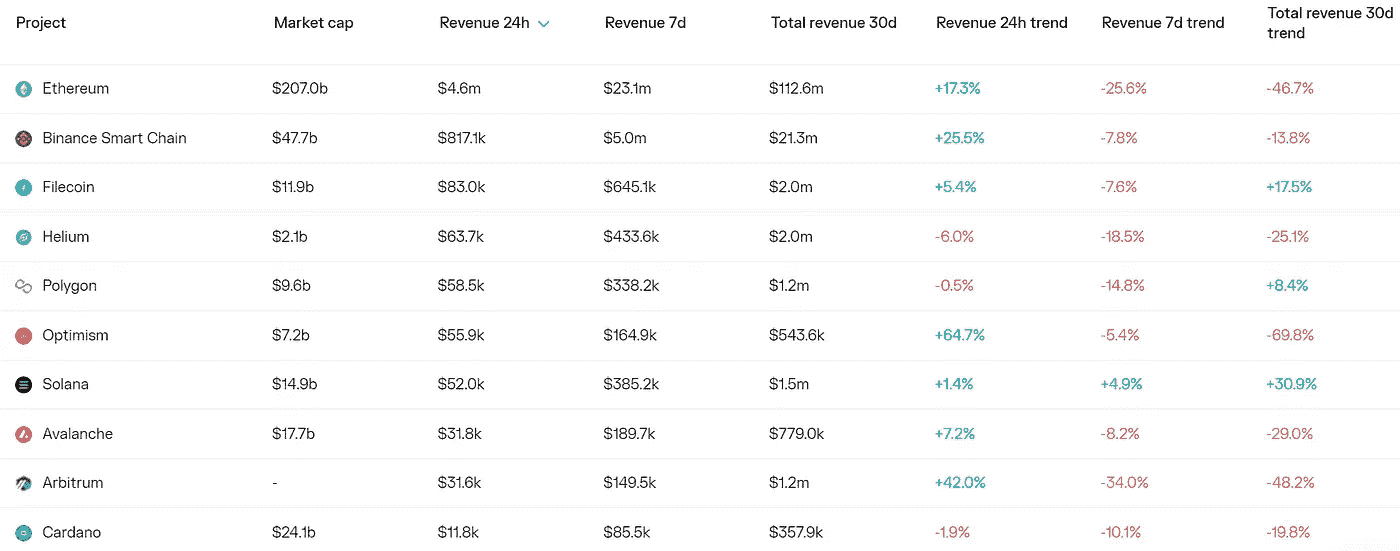 Project Market cap Revenue 24h Revenue 7d Total revenue 30d Revenue 24h trend Revenue 7d trend Total revenue 30d trend
Ethereum $207.0b $4.6m $23.1m $112.6m +17.3% -25.6% -46.7%
Binance Smart Chain $47.7b $817.1k $5.0m $21.3m +25.5% -7.8% -13.8%
Filecoin $11.9b $83.0k $645.1k $2.0m +5.4% -7.6% +17.5%
Helium $2.1b $63.7k $433.6k $2.0m -6.0% -18.5% -25.1%
Polygon $9.6b $58.5k $338.2k $1.2m -0.5% -14.8% +8.4%
Optimism $7.2b $55.9k $164.9k $543.6k +64.7% -5.4% -69.8%
Solana $14.9b $52.0k $385.2k $1.5m +1.4% +4.9% +30.9%
Avalanche $17.7b $31.8k $189.7k $779.0k +7.2% -8.2% -29.0%
Arbitrum - $31.6k $149.5k $1.2m +42.0% -34.0% -48.2%
Cardano $24.1b $11.8k $85.5k $357.9k -1.9% -10.1% -19.8%